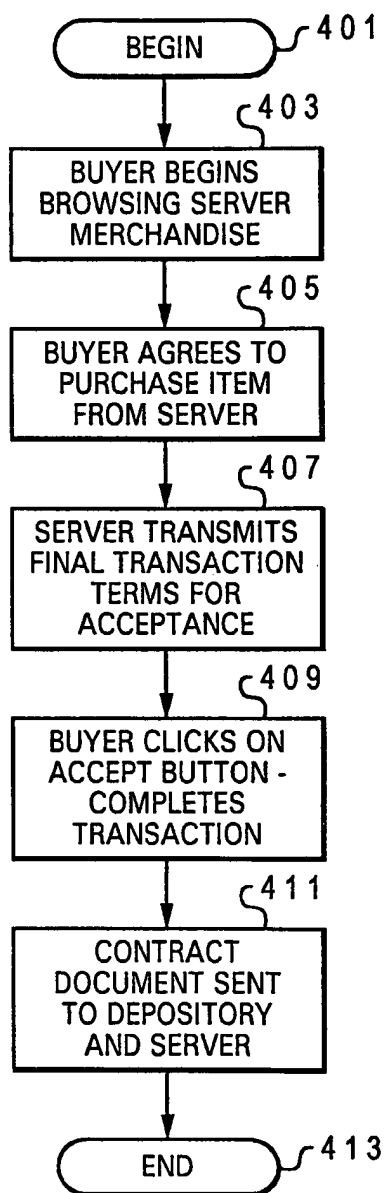 401
BEGIN
403
BUYER BEGINS
BROWSING SERVER
MERCHANDISE
405
BUYER AGREES TO
PURCHASE ITEM
FROM SERVER
407
SERVER TRANSMITS
FINAL TRANSACTION
TERMS FOR
ACCEPTANCE
409
BUYER CLICKS ON
ACCEPT BUTTON -
COMPLETES
TRANSACTION
411
CONTRACT
DOCUMENT SENT
TO DEPOSITORY
AND SERVER
413
END